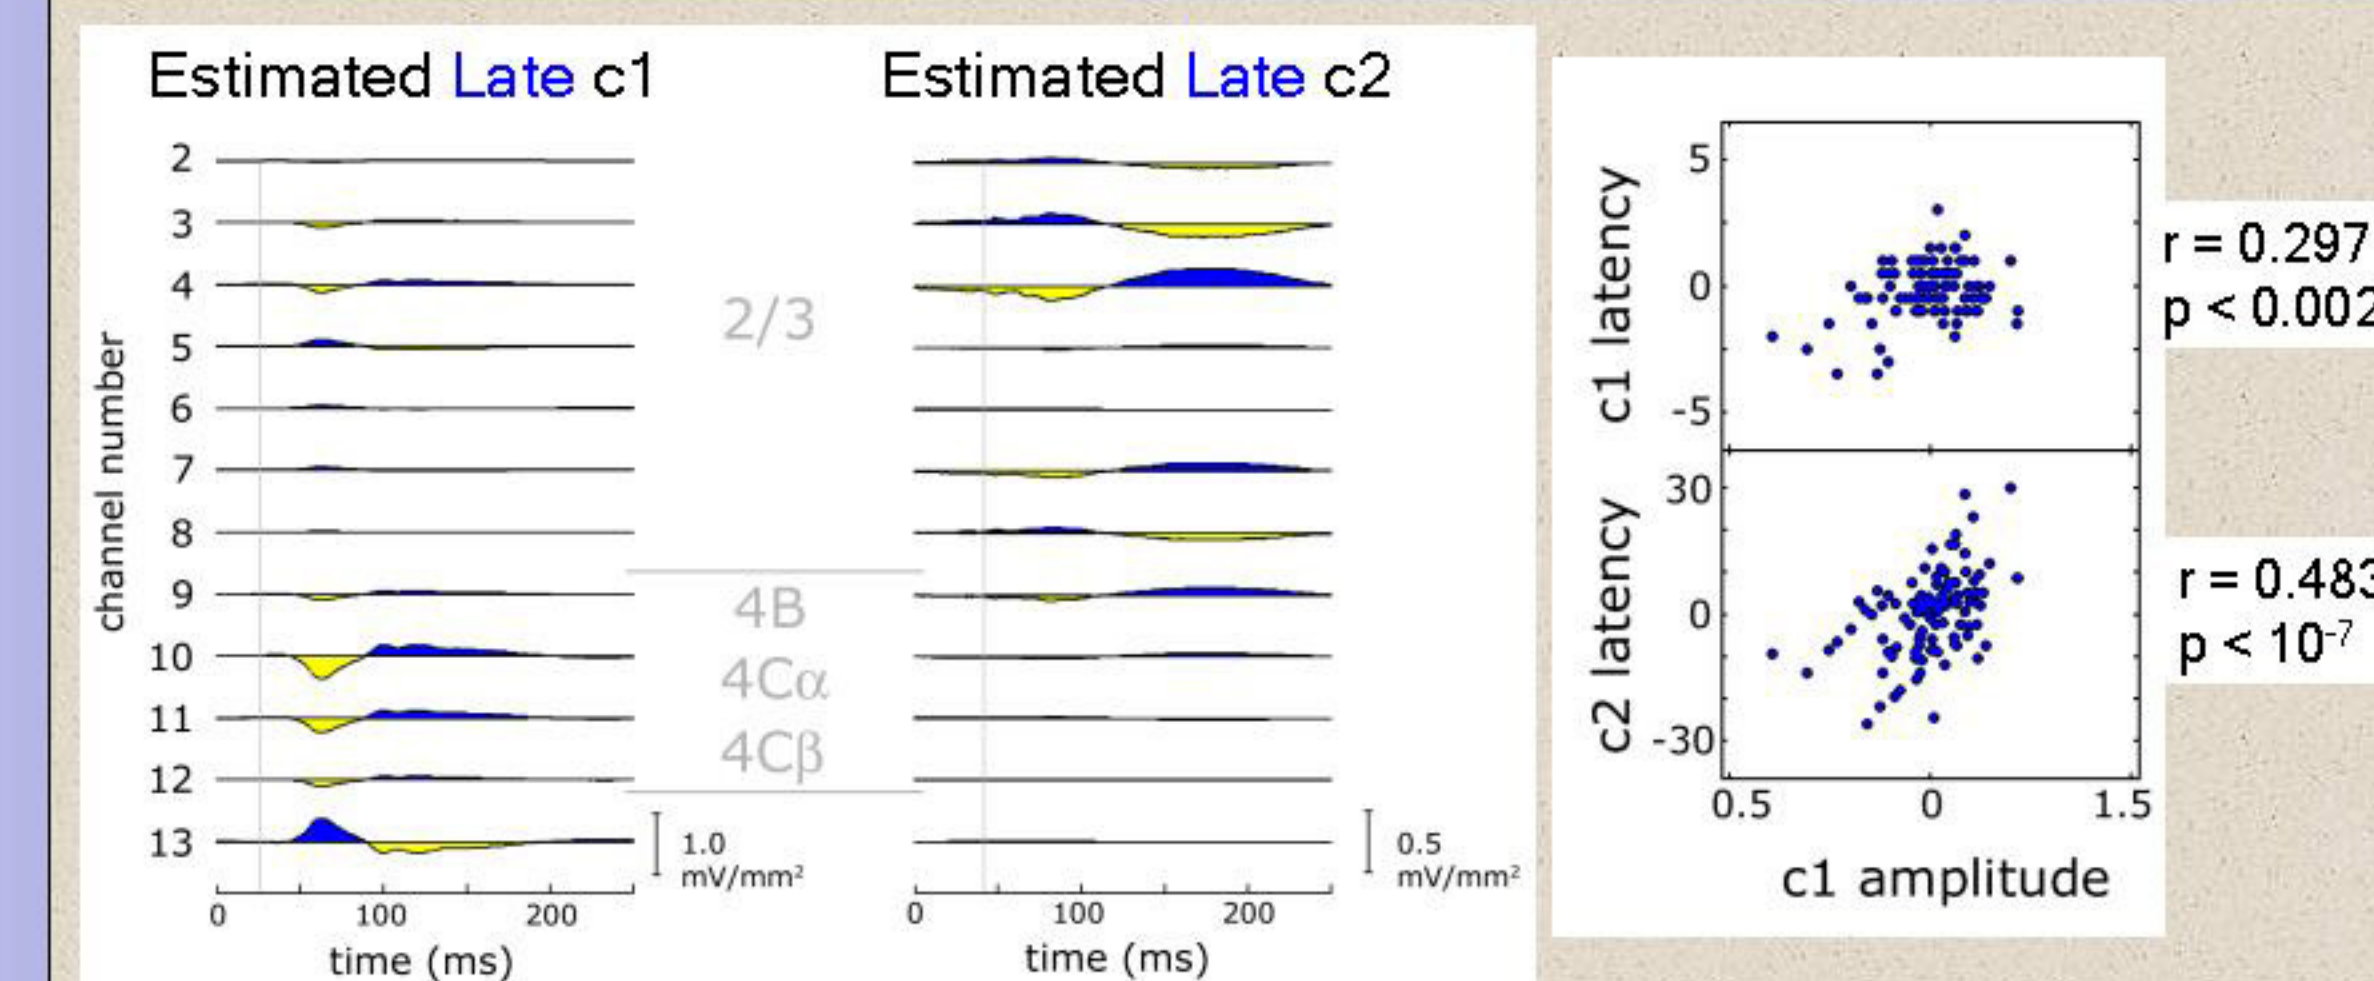 Estimated Late c1
Estimated Late c2
channel number
2
3
4
5
6
7
8
9
10
11
12
13
2/3
4B
4Cα
4Cβ
1.0
mV/mm²
0.5
mV/mm²
0 100 200
time (ms)
0 100 200
time (ms)
c1 latency
5
0
-5
r = 0.297
p < 0.002
c2 latency
30
0
-30
r = 0.483
p < 10⁻⁷
0.5 0 1.5
c1 amplitude